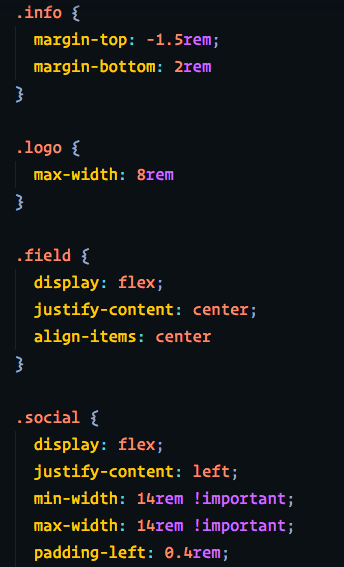 .info {
margin-top: -1.5rem;
margin-bottom: 2rem
}
.logo {
max-width: 8rem
}
.field {
display: flex;
justify-content: center;
align-items: center
}
.social {
display: flex;
justify-content: left;
min-width: 14rem !important;
max-width: 14rem !important;
padding-left: 0.4rem;